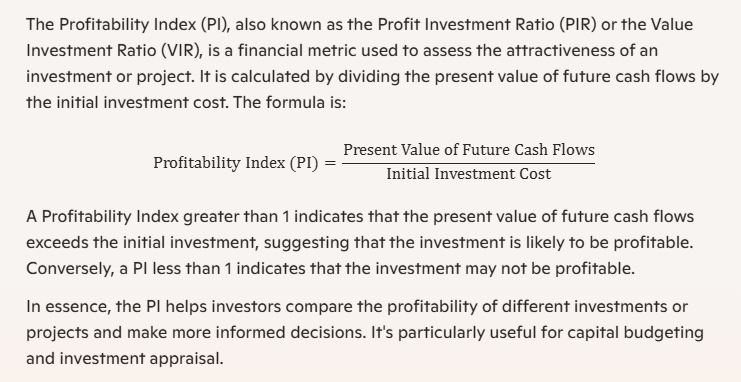 The Profitability Index (PI), also known as the Profit Investment Ratio (PIR) or the Value
Investment Ratio (VIR), is a financial metric used to assess the attractiveness of an
investment or project. It is calculated by dividing the present value of future cash flows by
the initial investment cost. The formula is:
Profitability Index (PI) = Present Value of Future Cash Flows
Initial Investment Cost
A Profitability Index greater than 1 indicates that the present value of future cash flows
exceeds the initial investment, suggesting that the investment is likely to be profitable.
Conversely, a PI less than 1 indicates that the investment may not be profitable.
In essence, the PI helps investors compare the profitability of different investments or
projects and make more informed decisions. It's particularly useful for capital budgeting
and investment appraisal.